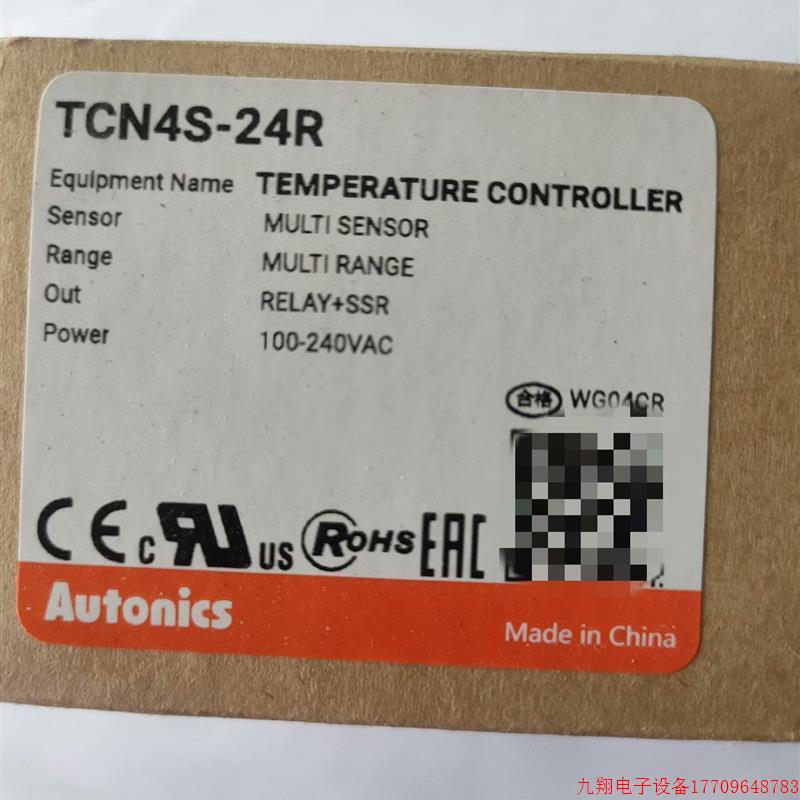 TCN4S-24R
Equipment Name TEMPERATURE CONTROLLER
Sensor MULTI SENSOR
Range MULTI RANGE
Out RELAY+SSR
Power 100-240VAC
合格 WG04CR
CE c RU US RoHS EAC
Autonics
Made in China
九翔电子设备17709648783